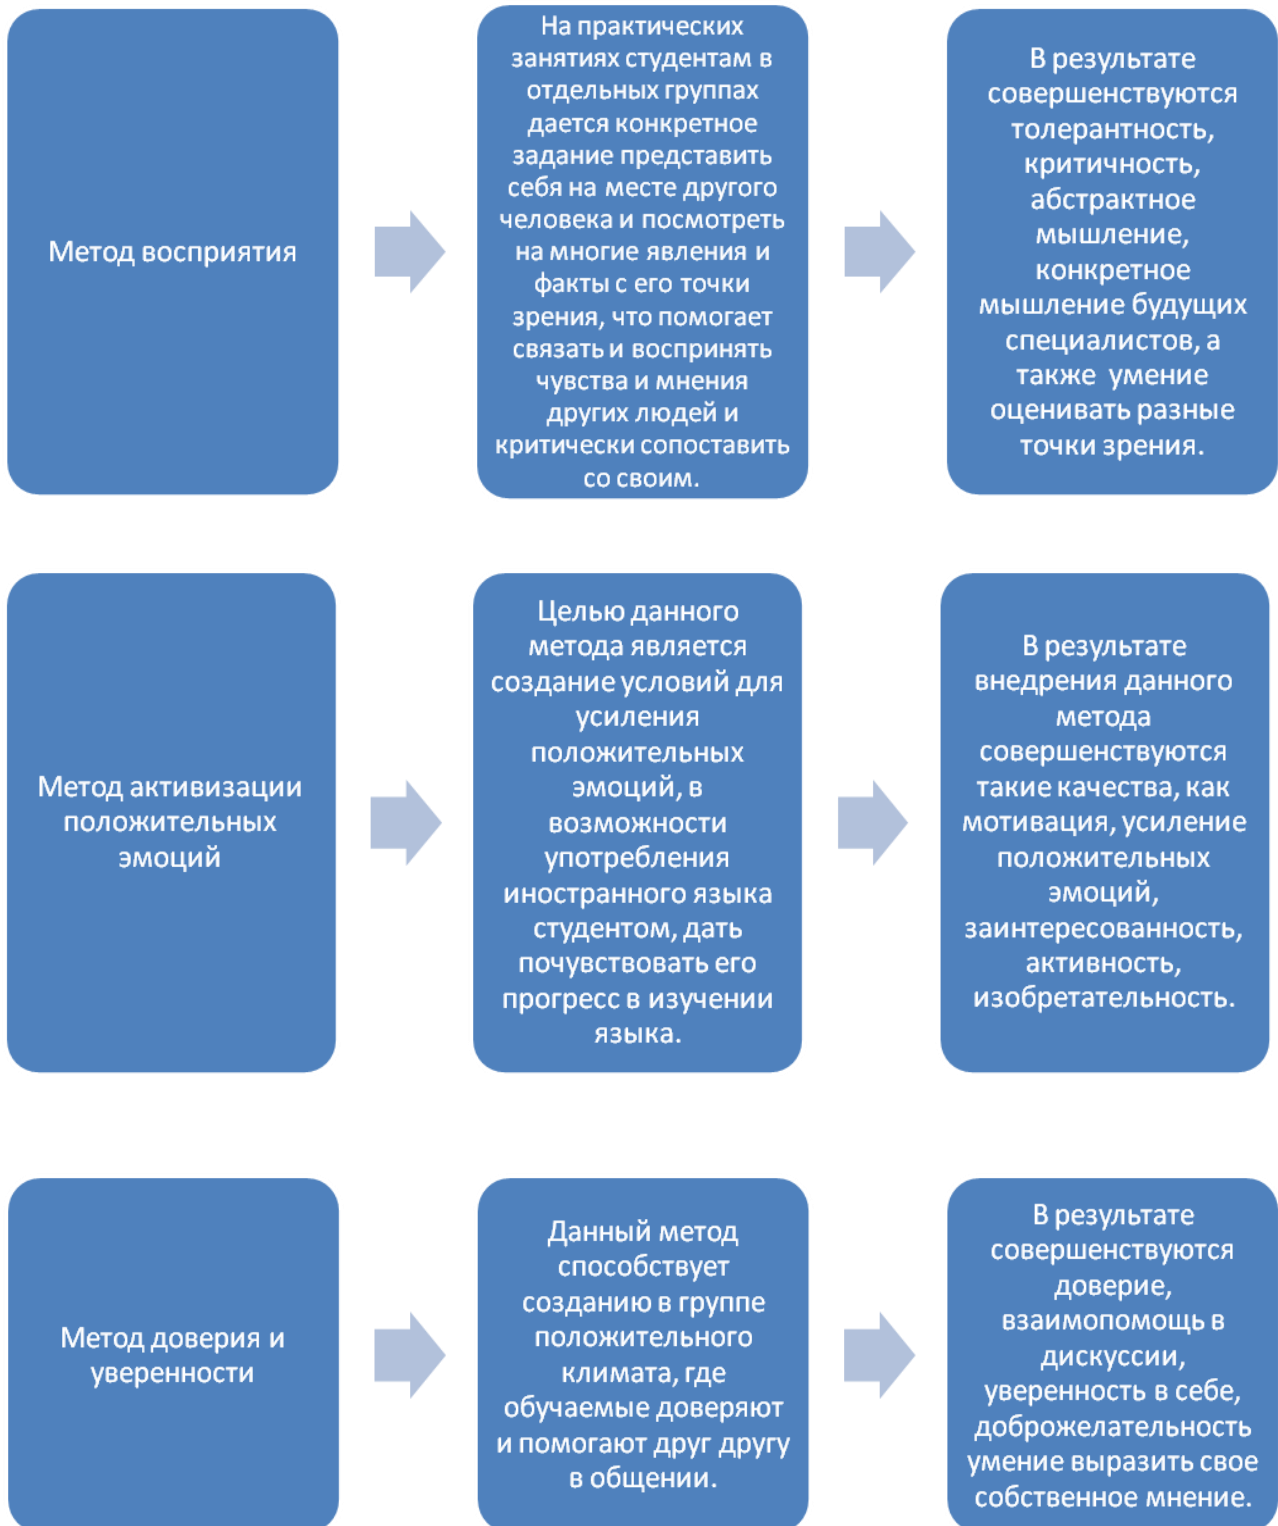 Метод восприятия
На практических
занятиях студентам в
отдельных группах
дается конкретное
задание представить
себя на месте другого
человека и посмотреть
на многие явления и
факты с его точки
зрения, что помогает
связать и воспринять
чувства и мнения
других людей и
критически сопоставить
со своим.
В результате
совершенствуются
толерантность,
критичность,
абстрактное
мышление,
конкретное
мышление будущих
специалистов, а
также умение
оценивать разные
точки зрения.
Метод активизации
положительных
эмоций
Целью данного
метода является
создание условий для
усиления
положительных
эмоций, в
возможности
употребления
иностранного языка
студентом, дать
почувствовать его
прогресс в изучении
языка.
В результате
внедрения данного
метода
совершенствуются
такие качества, как
мотивация, усиление
положительных
эмоций,
заинтересованность,
активность,
изобретательность.
Метод доверия и
уверенности
Данный метод
способствует
созданию в группе
положительного
климата, где
обучаемые доверяют
и помогают друг другу
в общении.
В результате
совершенствуются
доверие,
взаимопомощь в
дискуссии,
уверенность в себе,
доброжелательность
умение выразить свое
собственное мнение.